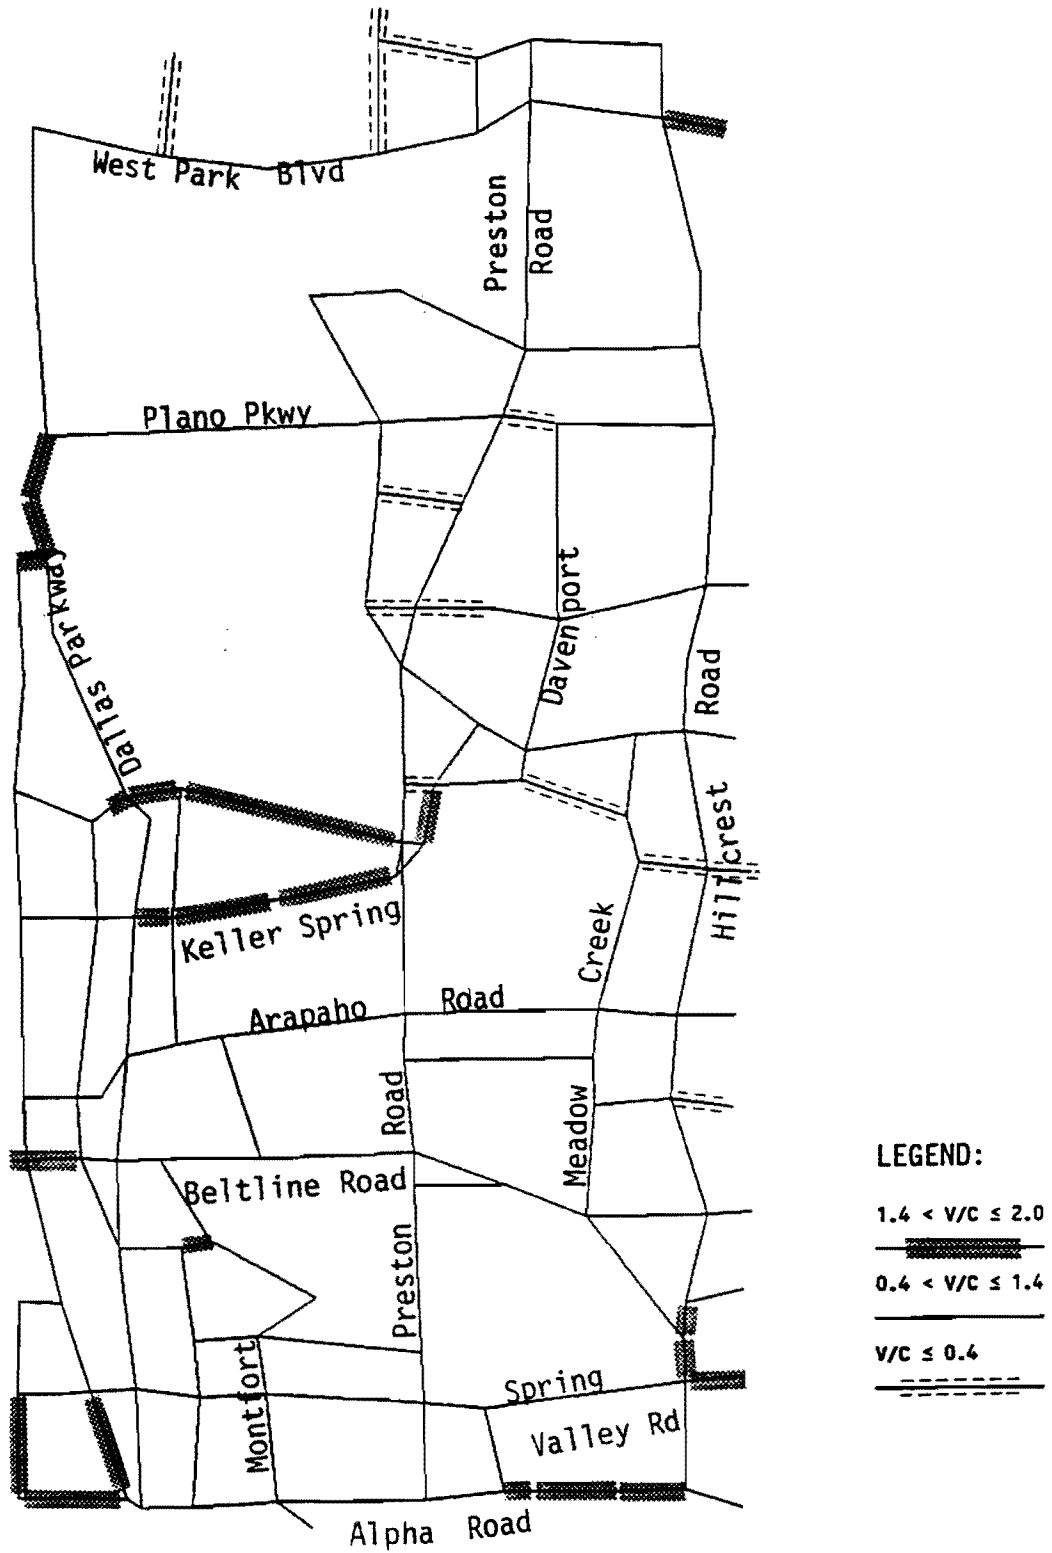 West Park Blvd
Preston
Road
Plano Pkwy
Davenport
Dallas Parkway
Road
Hillcrest
Keller Spring
Creek
Arapaho Road
Road
Meadow
Beltline Road
Preston
Montfort
Spring
Valley Rd
Alpha Road
LEGEND:
1.4 < V/C ≤ 2.0
0.4 < V/C ≤ 1.4
V/C ≤ 0.4